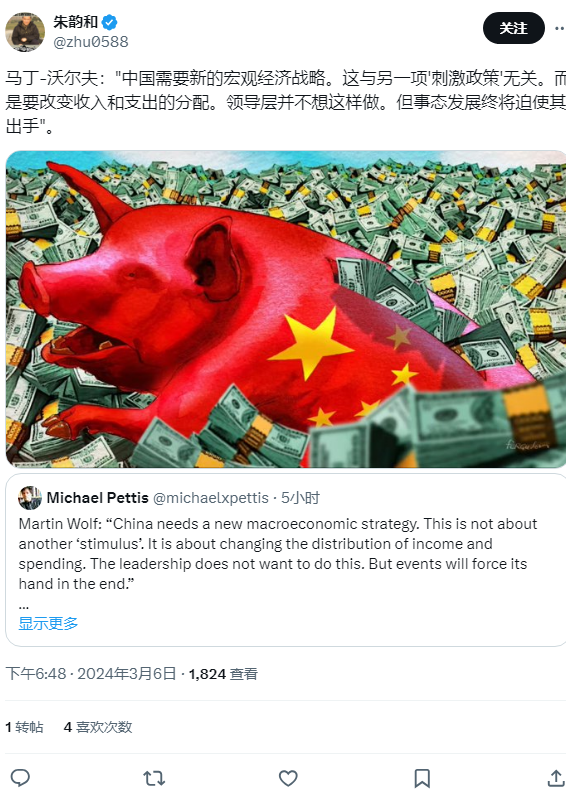 朱韵和
@zhu0588
关注
马丁-沃尔夫："中国需要新的宏观经济战略。这与另一项'刺激政策'无关。而
是要改变收入和支出的分配。领导层并不想这样做。但事态发展终将迫使其
出手"。
Michael Pettis @michaelxpettis · 5小时
Martin Wolf: “China needs a new macroeconomic strategy. This is not about
another ‘stimulus’. It is about changing the distribution of income and
spending. The leadership does not want to do this. But events will force its
hand in the end.”
...
显示更多
下午6:48 · 2024年3月6日 · 1,824 查看
1 转帖 4 喜欢次数